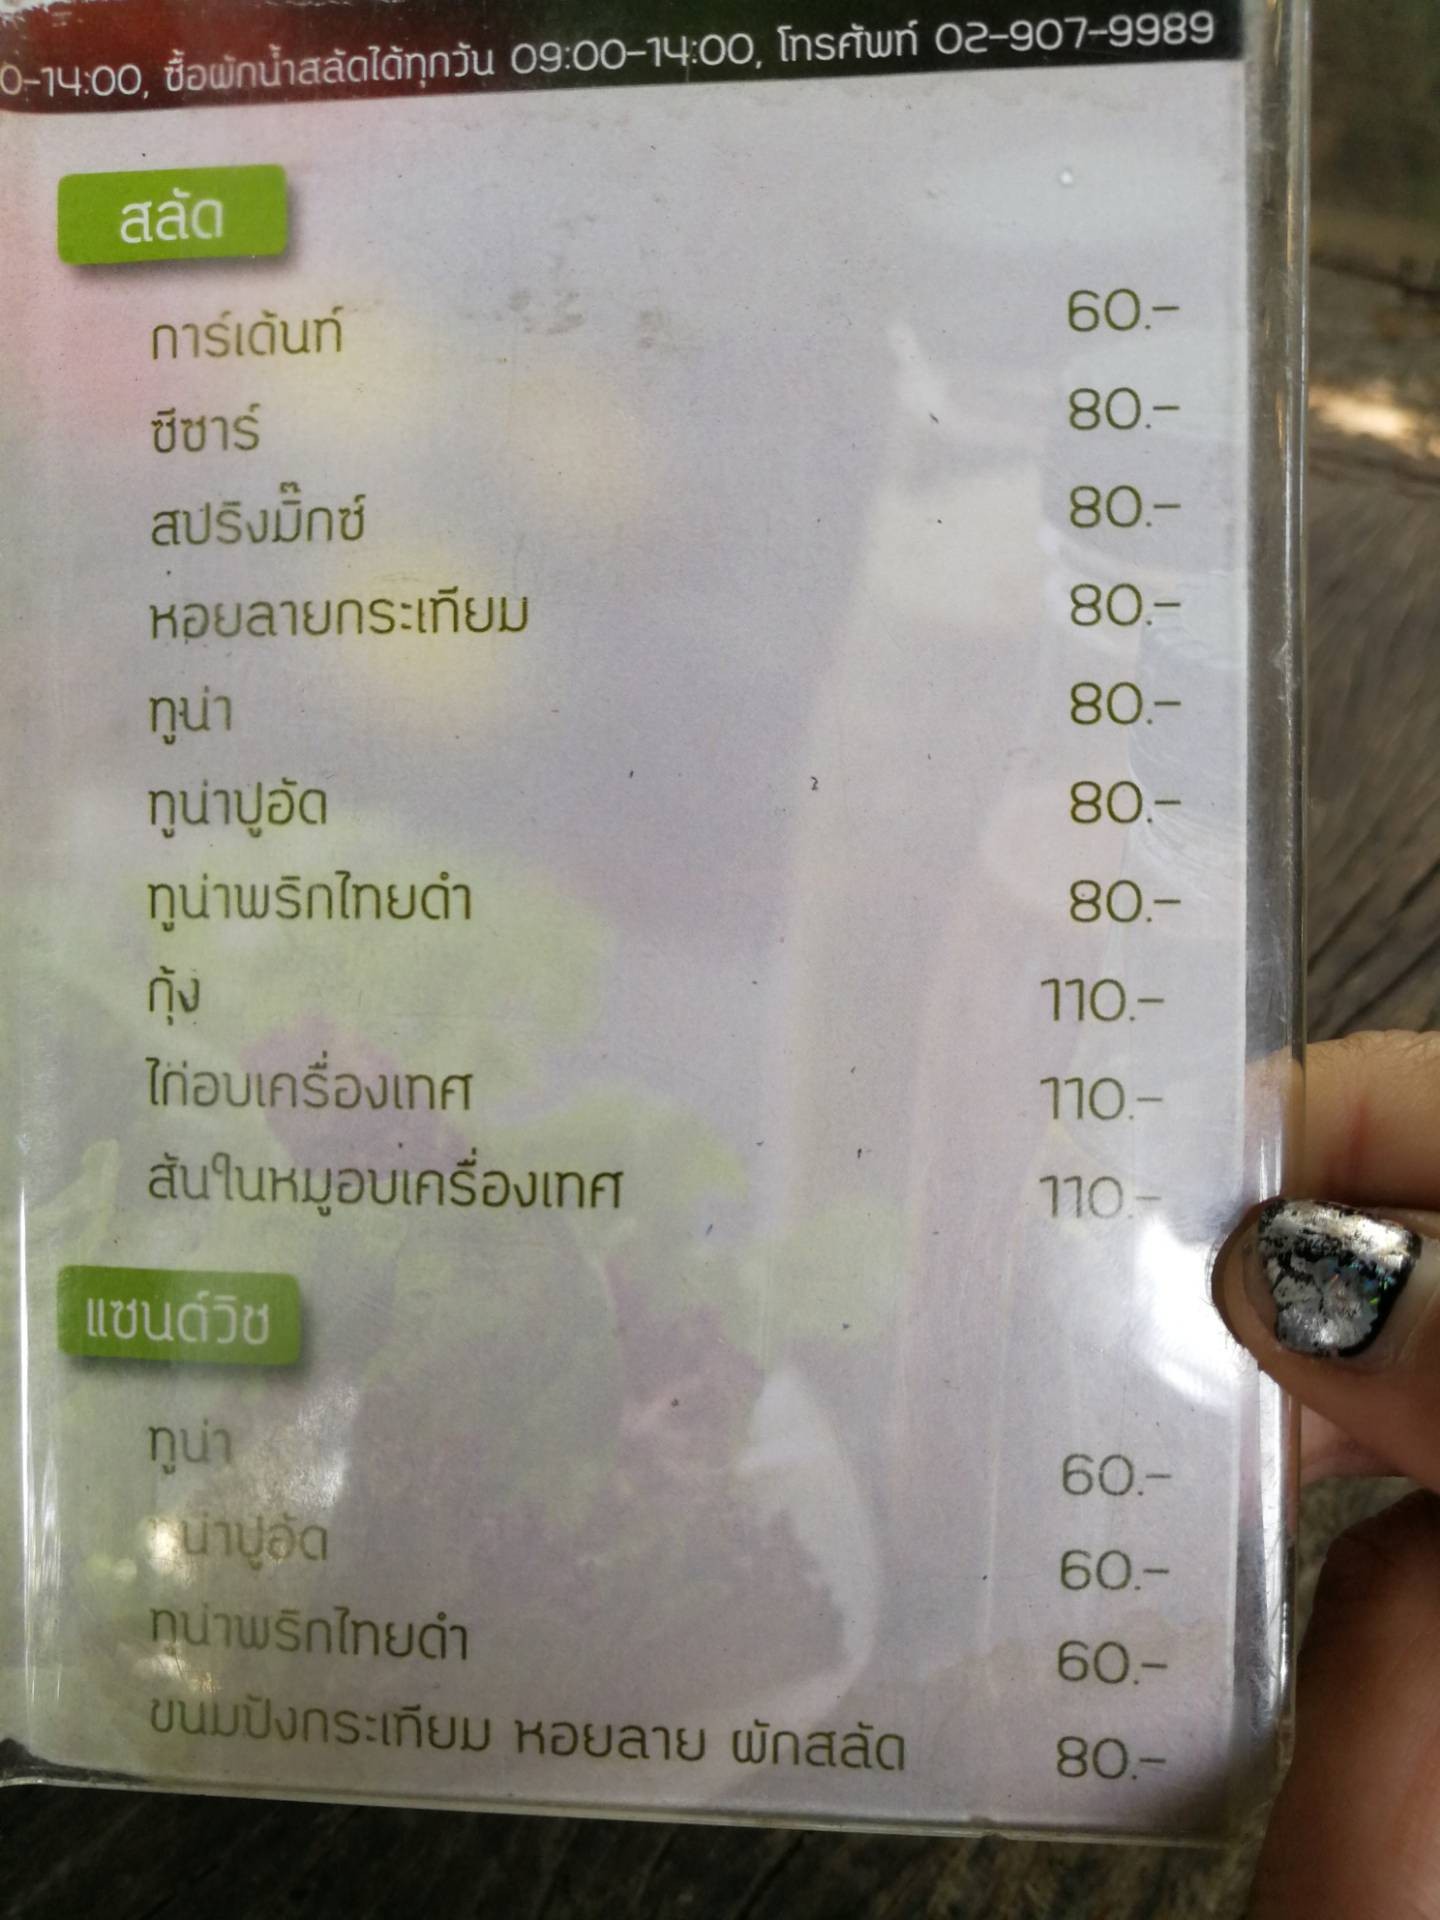 0-14:00, ซื้อผักน้ำสลัดได้ทุกวัน 09:00-14:00, โทรศัพท์ 02-907-9989
สลัด
การ์เด้นท์ 60.-
ซีซาร์ 80.-
สปริงมิ๊กซ์ 80.-
หอยลายกระเทียม 80.-
ทูน่า 80.-
ทูน่าปูอัด 80.-
ทูน่าพริกไทยดำ 80.-
กุ้ง 110.-
ไก่อบเครื่องเทศ 110.-
สันในหมูอบเครื่องเทศ 110.-
แซนด์วิช
ทูน่า 60.-
ทูน่าปูอัด 60.-
ทูน่าพริกไทยดำ 60.-
ขนมปังกระเทียม หอยลาย ผักสลัด 80.-